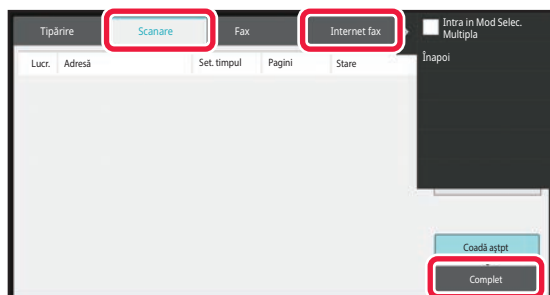 Tipărire Scanare Fax Internet fax
Intra in Mod Selec.
Multipla
Înapoi
Lucr. Adresă Set. timpul Pagini Stare
Coadă aștpt
Complet